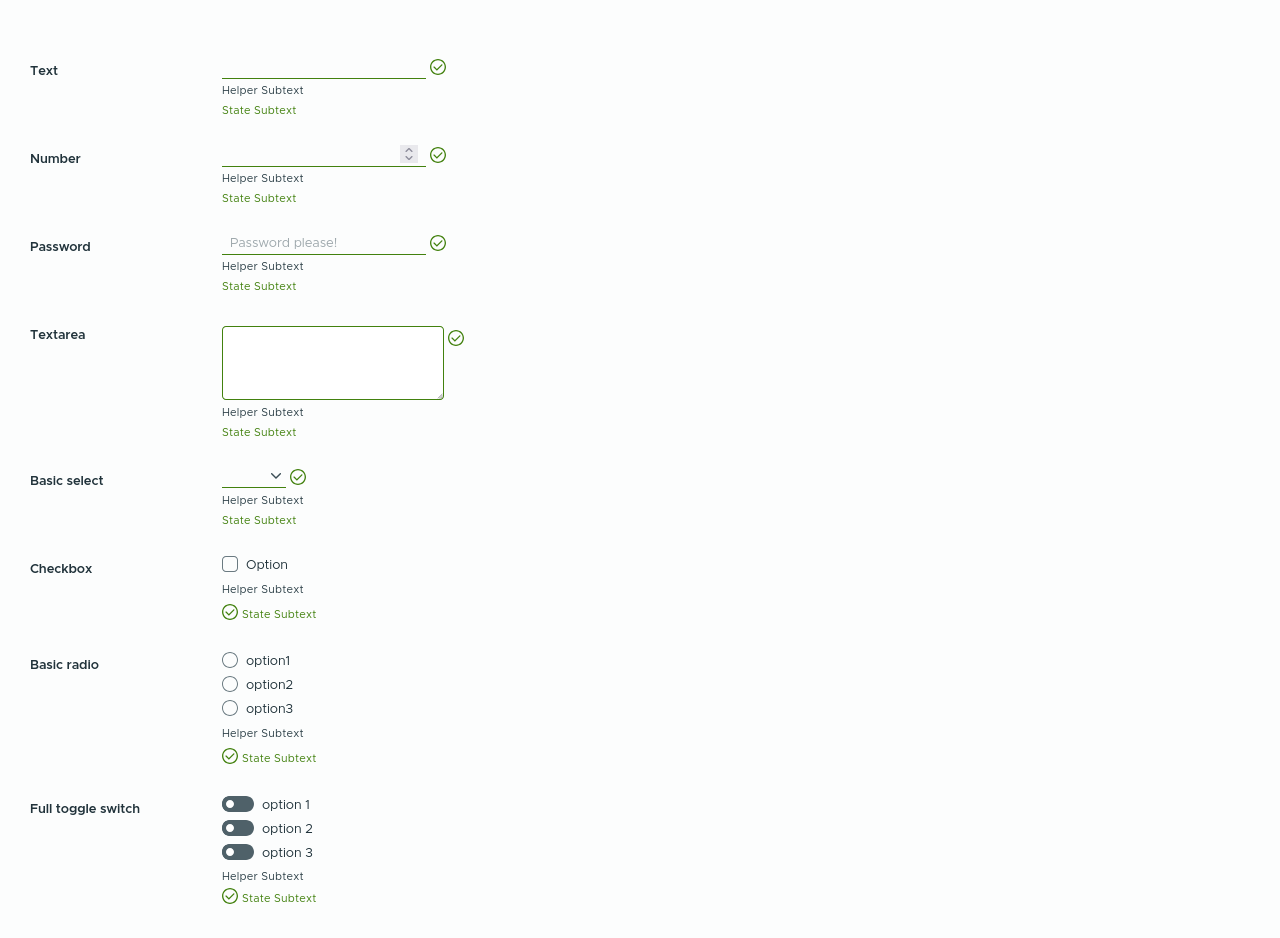 Text
Helper Subtext
State Subtext
Number
Helper Subtext
State Subtext
Password
Password please!
Helper Subtext
State Subtext
Textarea
Helper Subtext
State Subtext
Basic select
Helper Subtext
State Subtext
Checkbox
Option
Helper Subtext
State Subtext
Basic radio
option1
option2
option3
Helper Subtext
State Subtext
Full toggle switch
option 1
option 2
option 3
Helper Subtext
State Subtext